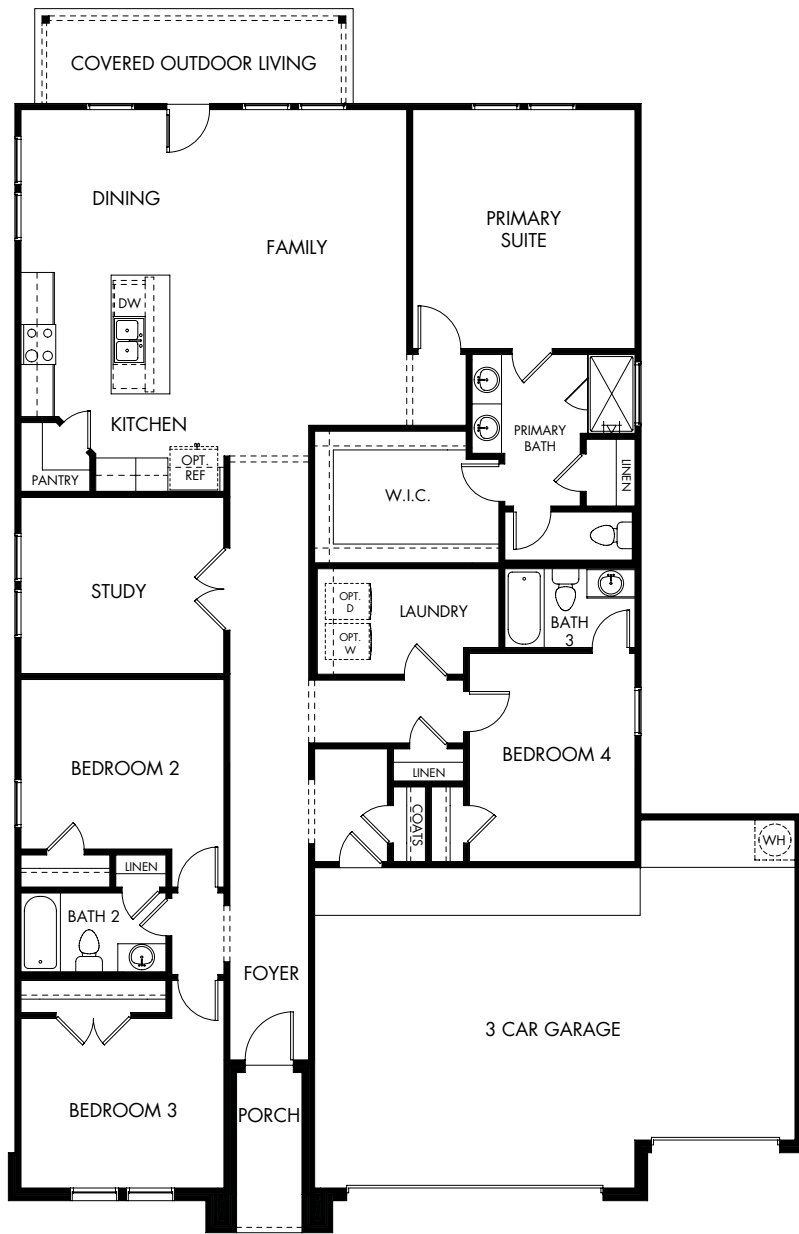 COVERED OUTDOOR LIVING
DINING
PRIMARY
SUITE
FAMILY
DW
KITCHEN
PRIMARY
BATH
OPT.
REF
PANTRY
LINEN
W.I.C.
STUDY
OPT.
D
LAUNDRY
OPT.
W
BATH
3
BEDROOM 2
BEDROOM 4
LINEN
COATS
WH
LINEN
BATH 2
FOYER
3 CAR GARAGE
BEDROOM 3
PORCH